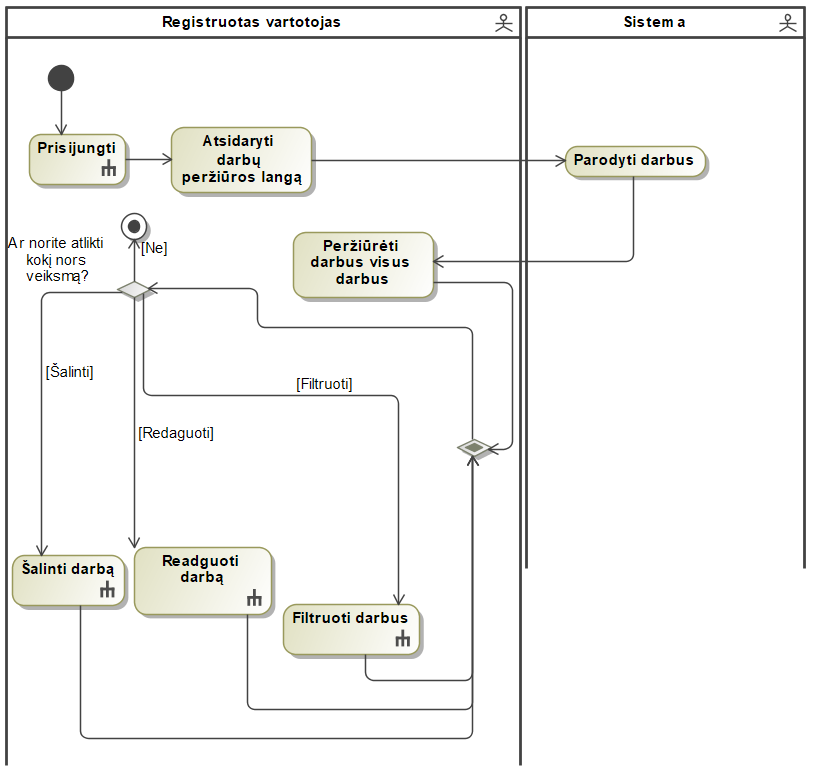 Registruotas vartotojas
Sistema
Prisijungti
Atsidaryti
darbų
peržiūros langą
Parodyti darbus
Ar norite atlikti
kokį nors
veiksmą?
[Ne]
Peržiūrėti
darbus visus
darbus
[Šalinti]
[Filtruoti]
[Redaguoti]
Šalinti darbą
Readguoti
darbą
Filtruoti darbus